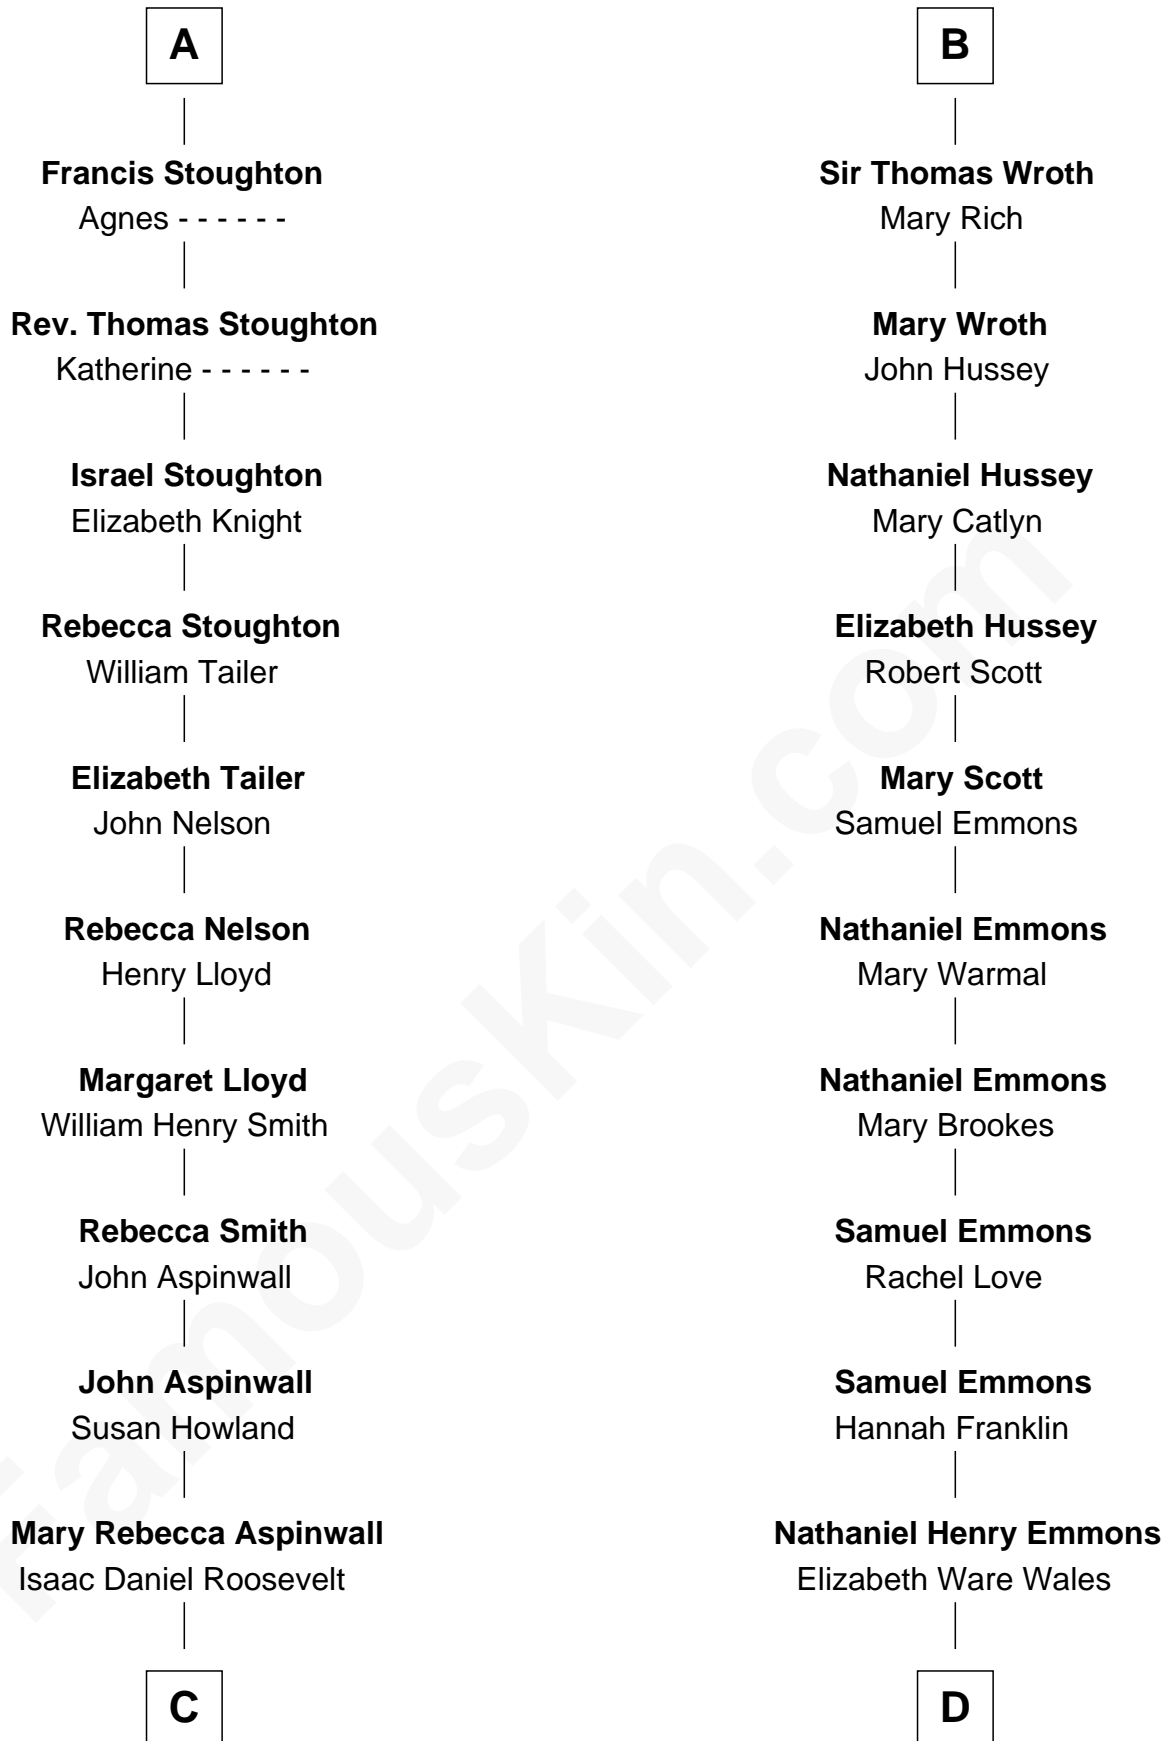 A
Francis Stoughton
Agnes - - - - - -
Rev. Thomas Stoughton
Katherine - - - - - -
Israel Stoughton
Elizabeth Knight
Rebecca Stoughton
William Tailer
Elizabeth Tailer
John Nelson
Rebecca Nelson
Henry Lloyd
Margaret Lloyd
William Henry Smith
Rebecca Smith
John Aspinwall
John Aspinwall
Susan Howland
Mary Rebecca Aspinwall
Isaac Daniel Roosevelt
C
B
Sir Thomas Wroth
Mary Rich
Mary Wroth
John Hussey
Nathaniel Hussey
Mary Catlyn
Elizabeth Hussey
Robert Scott
Mary Scott
Samuel Emmons
Nathaniel Emmons
Mary Warmal
Nathaniel Emmons
Mary Brookes
Samuel Emmons
Rachel Love
Samuel Emmons
Hannah Franklin
Nathaniel Henry Emmons
Elizabeth Ware Wales
D
FamousKin.com